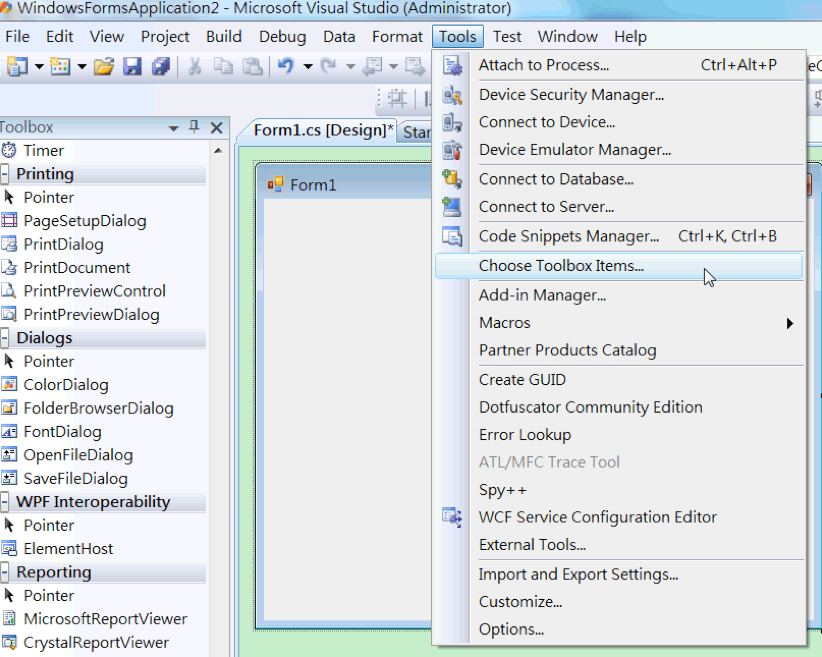 WindowsFormsApplication2 - Microsoft Visual Studio (Administrator)
File Edit View Project Build Debug Data Format Tools Test Window Help
Toolbox
Timer
Printing
Pointer
PageSetupDialog
PrintDialog
PrintDocument
PrintPreviewControl
PrintPreviewDialog
Dialogs
Pointer
ColorDialog
FolderBrowserDialog
FontDialog
OpenFileDialog
SaveFileDialog
WPF Interoperability
Pointer
ElementHost
Reporting
Pointer
MicrosoftReportViewer
CrystalReportViewer
Form1.cs [Design]* Star
Form1
Attach to Process... Ctrl+Alt+P
Device Security Manager...
Connect to Device...
Device Emulator Manager...
Connect to Database...
Connect to Server...
Code Snippets Manager... Ctrl+K, Ctrl+B
Choose Toolbox Items...
Add-in Manager...
Macros
Partner Products Catalog
Create GUID
Dotfuscator Community Edition
Error Lookup
ATL/MFC Trace Tool
Spy++
WCF Service Configuration Editor
External Tools...
Import and Export Settings...
Customize...
Options...